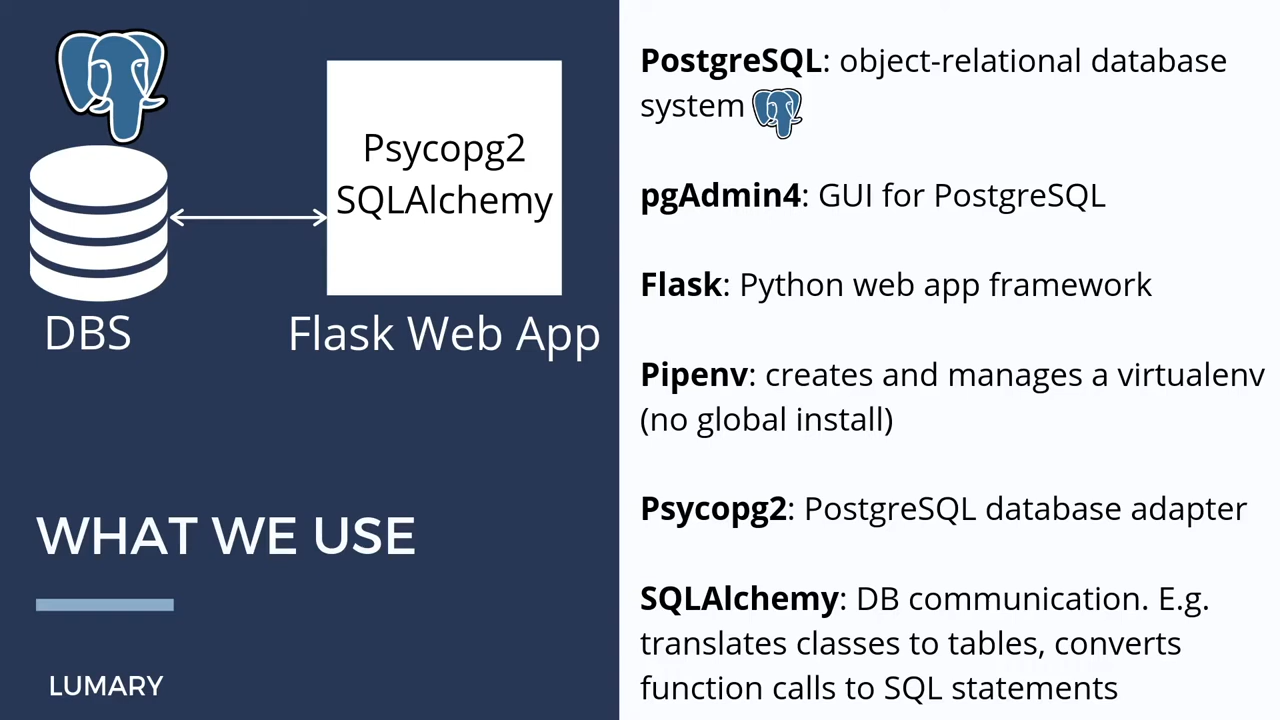 Psycopg2
SQLAlchemy
DBS
Flask Web App
WHAT WE USE
LUMARY
PostgreSQL: object-relational database
system
pgAdmin4: GUI for PostgreSQL
Flask: Python web app framework
Pipenv: creates and manages a virtualenv
(no global install)
Psycopg2: PostgreSQL database adapter
SQLAlchemy: DB communication. E.g.
translates classes to tables, converts
function calls to SQL statements